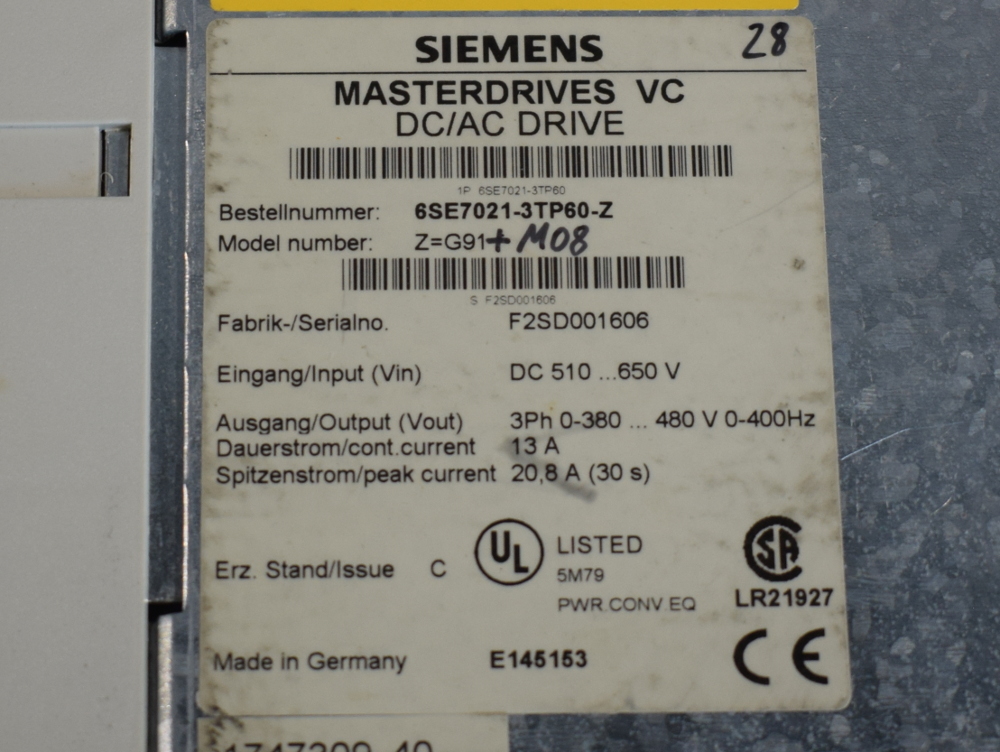 SIEMENS 28
MASTERDRIVES VC
DC/AC DRIVE
1P 6SE7021-3TP60
Bestellnummer: 6SE7021-3TP60-Z
Model number: Z=G91+M08
S F2SD001606
Fabrik-/Serialno. F2SD001606
Eingang/Input (Vin) DC 510 ...650 V
Ausgang/Output (Vout) 3Ph 0-380 ... 480 V 0-400Hz
Dauerstrom/cont.current 13 A
Spitzenstrom/peak current 20,8 A (30 s)
Erz. Stand/Issue C
UL LISTED
5M79
PWR.CONV.EQ
SA
LR21927
Made in Germany E145153
CE